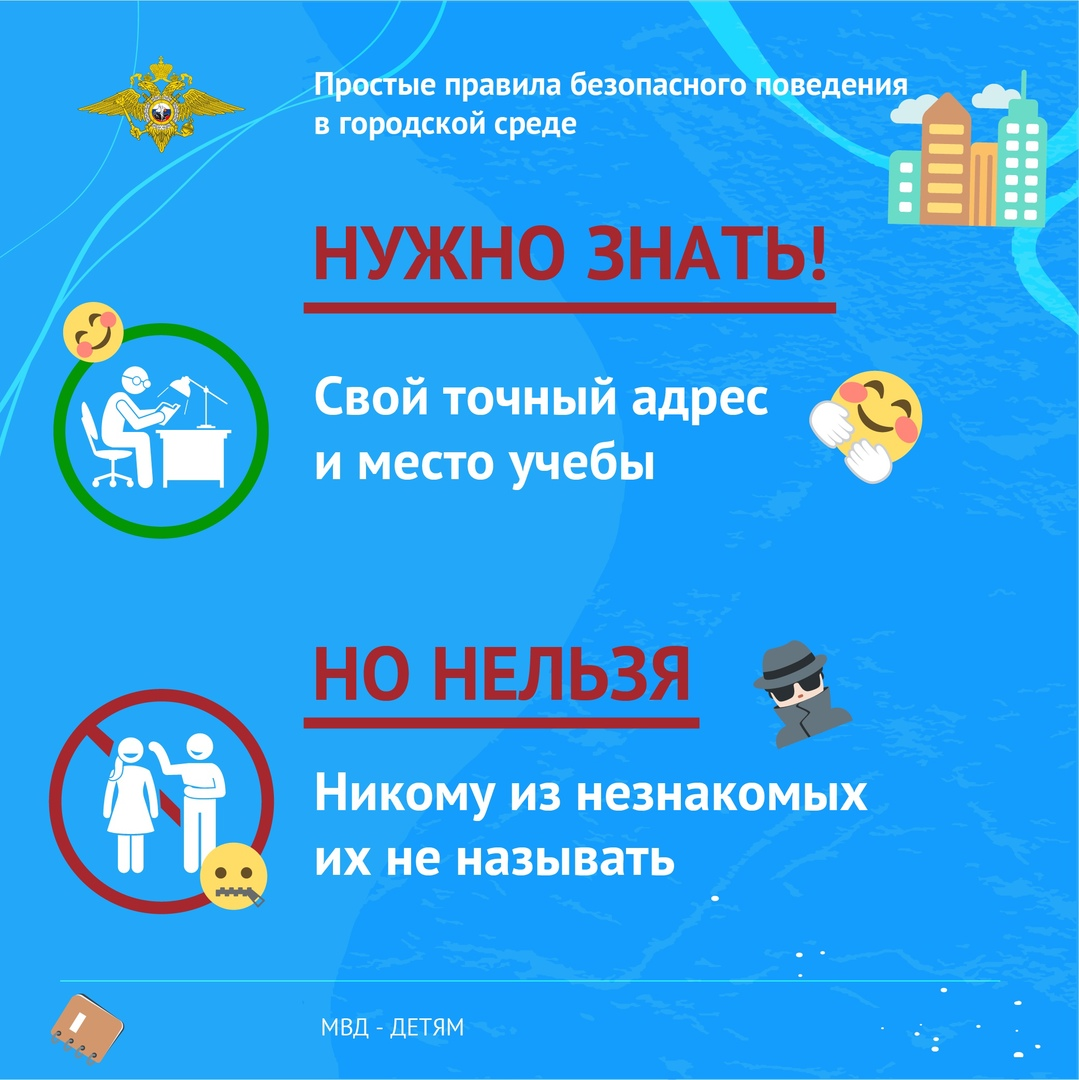 Простые правила безопасного поведения
в городской среде
НУЖНО ЗНАТЬ!
Свой точный адрес
и место учебы
НО НЕЛЬЗЯ
Никому из незнакомых
их не называть
МВД - ДЕТЯМ